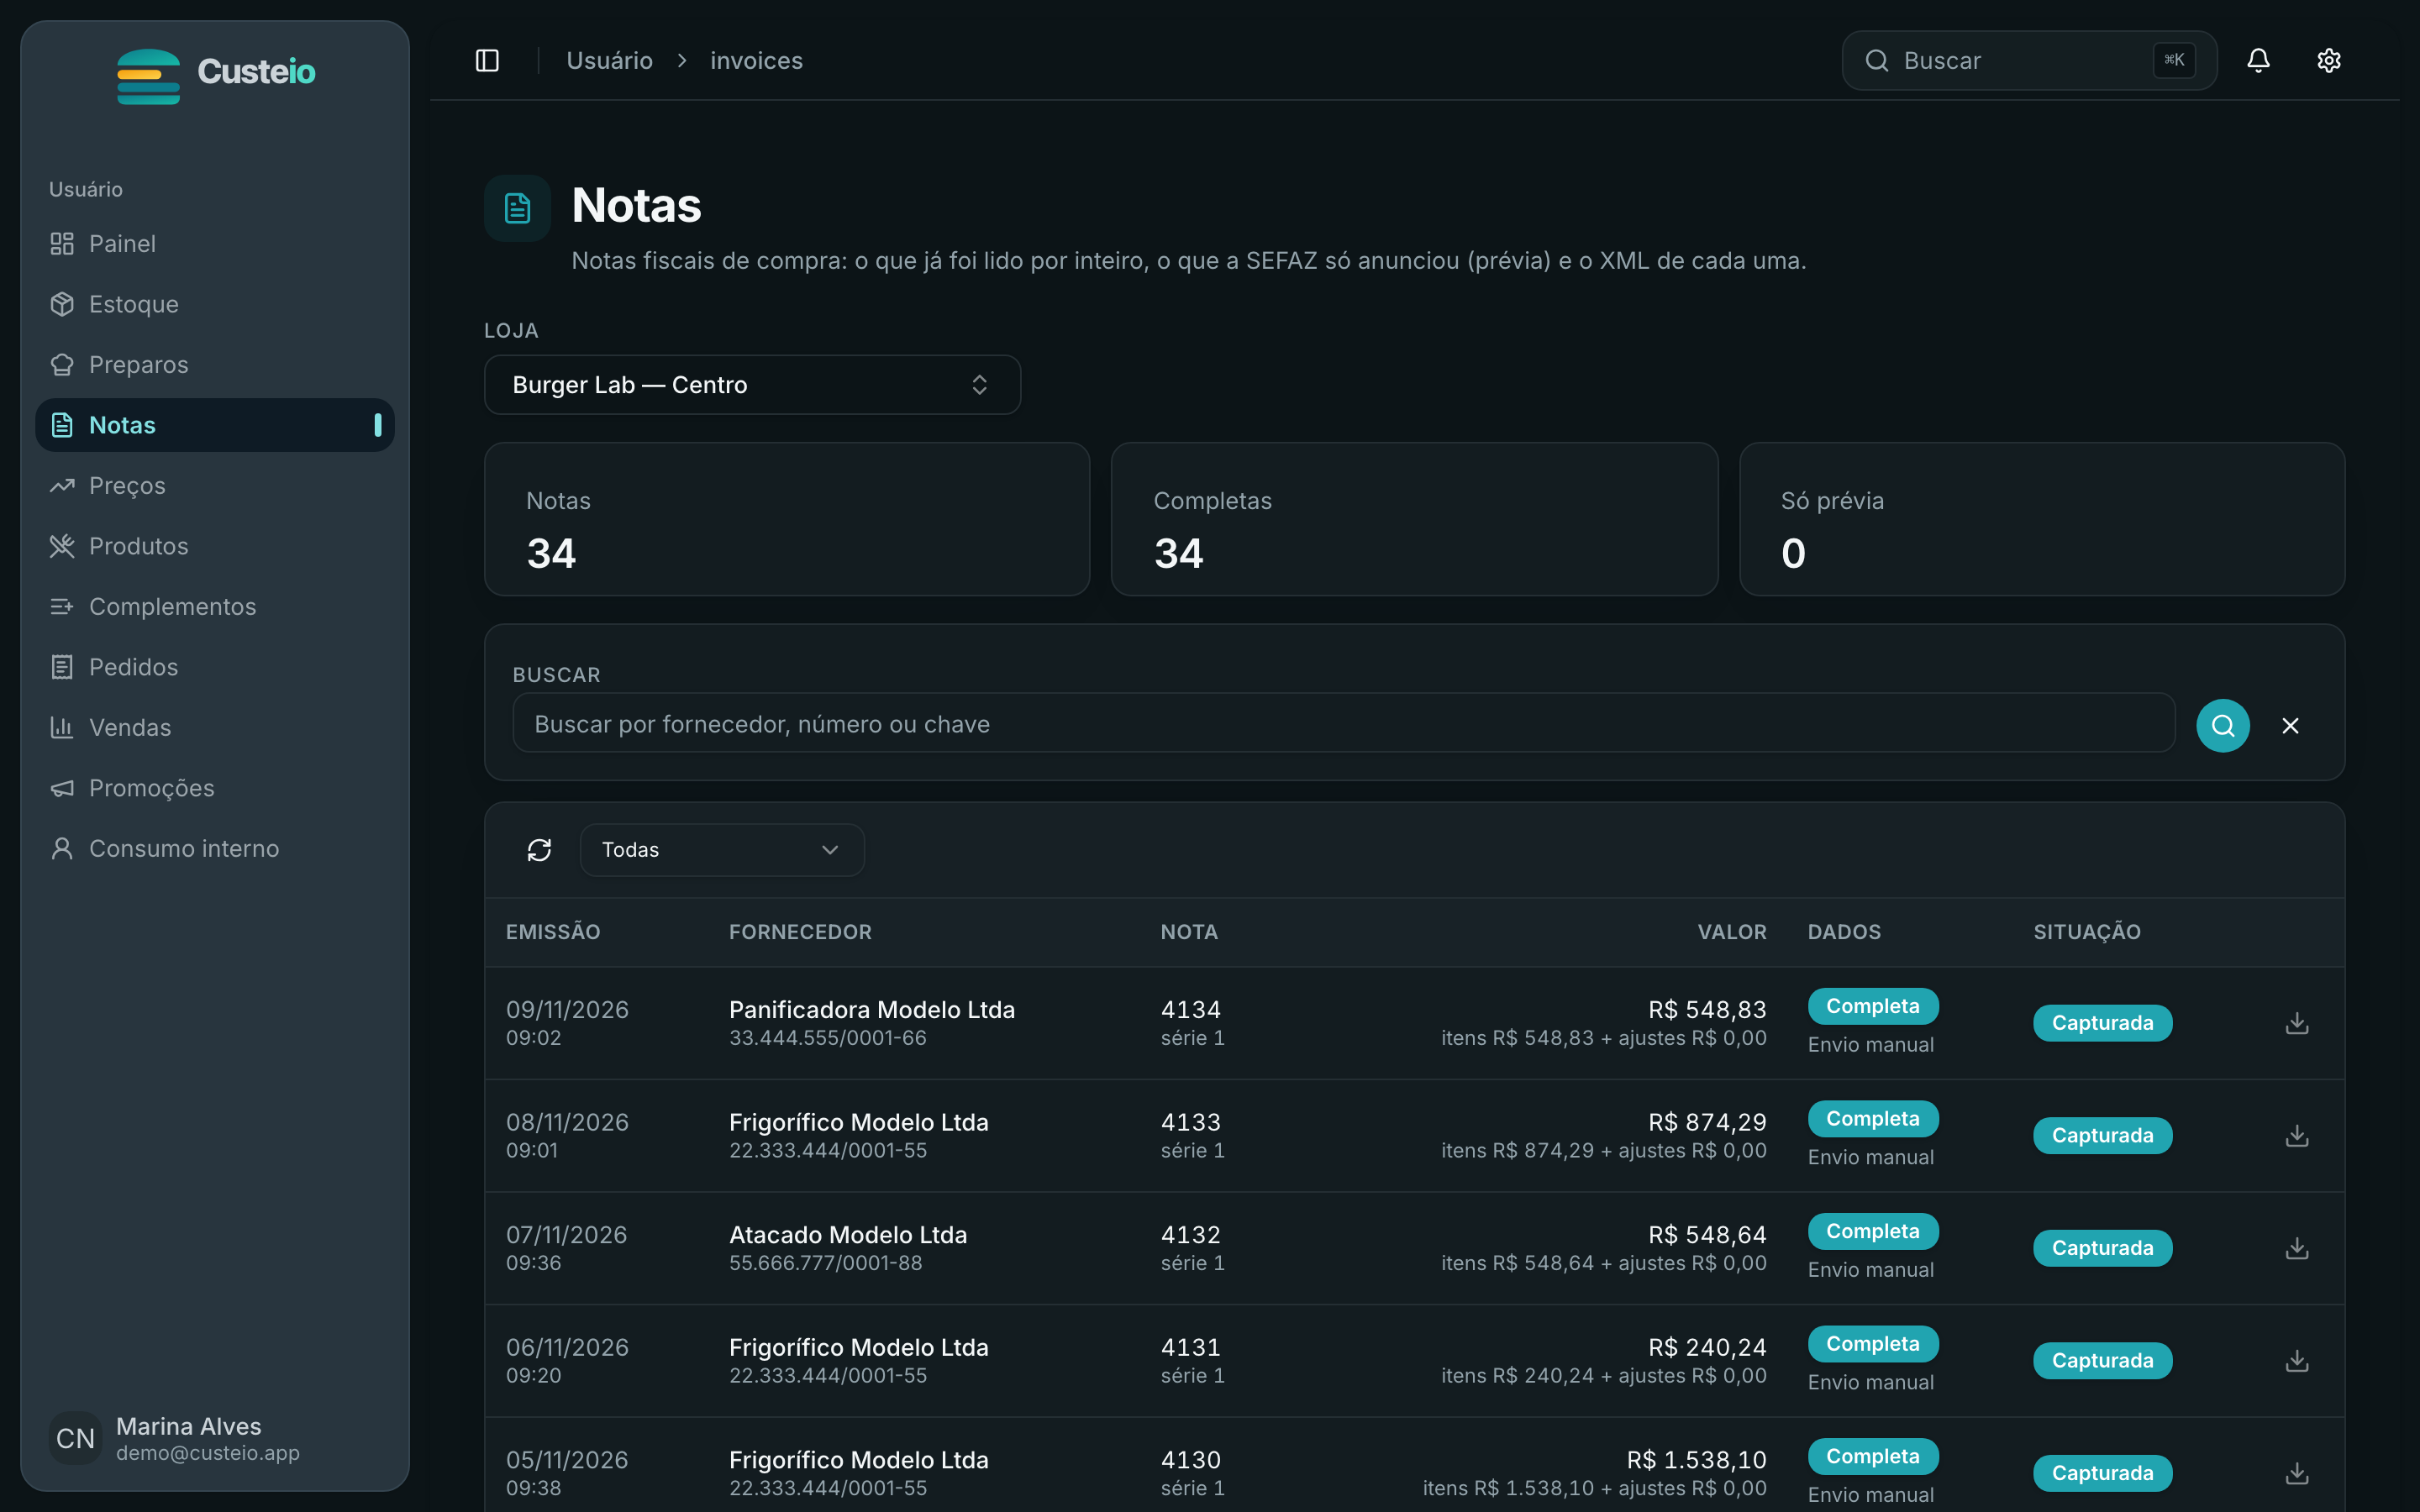 Custeio
Usuário
Painel
Estoque
Preparos
Notas
Preços
Produtos
Complementos
Pedidos
Vendas
Promoções
Consumo interno
CN
Marina Alves
demo@custeio.app
Usuário > invoices
Buscar ⌘K
Notas
Notas fiscais de compra: o que já foi lido por inteiro, o que a SEFAZ só anunciou (prévia) e o XML de cada uma.
LOJA
Burger Lab — Centro
Notas
34
Completas
34
Só prévia
0
BUSCAR
Buscar por fornecedor, número ou chave
Todas
EMISSÃO FORNECEDOR NOTA VALOR DADOS SITUAÇÃO
09/11/2026 Panificadora Modelo Ltda 4134 R$ 548,83 Completa Capturada
09:02 33.444.555/0001-66 série 1 itens R$ 548,83 + ajustes R$ 0,00 Envio manual
08/11/2026 Frigorífico Modelo Ltda 4133 R$ 874,29 Completa Capturada
09:01 22.333.444/0001-55 série 1 itens R$ 874,29 + ajustes R$ 0,00 Envio manual
07/11/2026 Atacado Modelo Ltda 4132 R$ 548,64 Completa Capturada
09:36 55.666.777/0001-88 série 1 itens R$ 548,64 + ajustes R$ 0,00 Envio manual
06/11/2026 Frigorífico Modelo Ltda 4131 R$ 240,24 Completa Capturada
09:20 22.333.444/0001-55 série 1 itens R$ 240,24 + ajustes R$ 0,00 Envio manual
05/11/2026 Frigorífico Modelo Ltda 4130 R$ 1.538,10 Completa Capturada
09:38 22.333.444/0001-55 série 1 itens R$ 1.538,10 + ajustes R$ 0,00 Envio manual